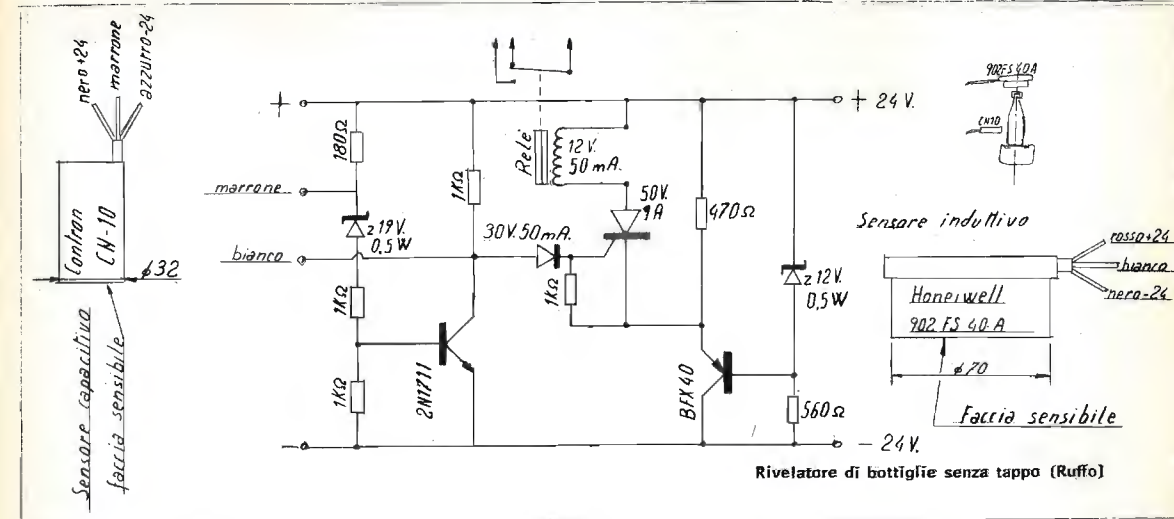 nero+24
marrone
azzurro-24
Contron
CN-10
ϕ32
Sensore capacitivo
faccia sensibile
+
180Ω
marrone
z 19V.
0,5W
bianco
1KΩ
1KΩ
1KΩ
2N1711
Relè
12V.
50mA.
30V.50mA.
1KΩ
50V.
1A
470Ω
z 12V.
0,5W
BFX40
560Ω
+ 24V.
-
- 24V.
902FS40A
CN10
Sensore induttivo
rosso+24
bianco
nero-24
Honeiwell
902 FS 40 A
ϕ70
Faccia sensibile
Rivelatore di bottiglie senza tappo (Ruffo)